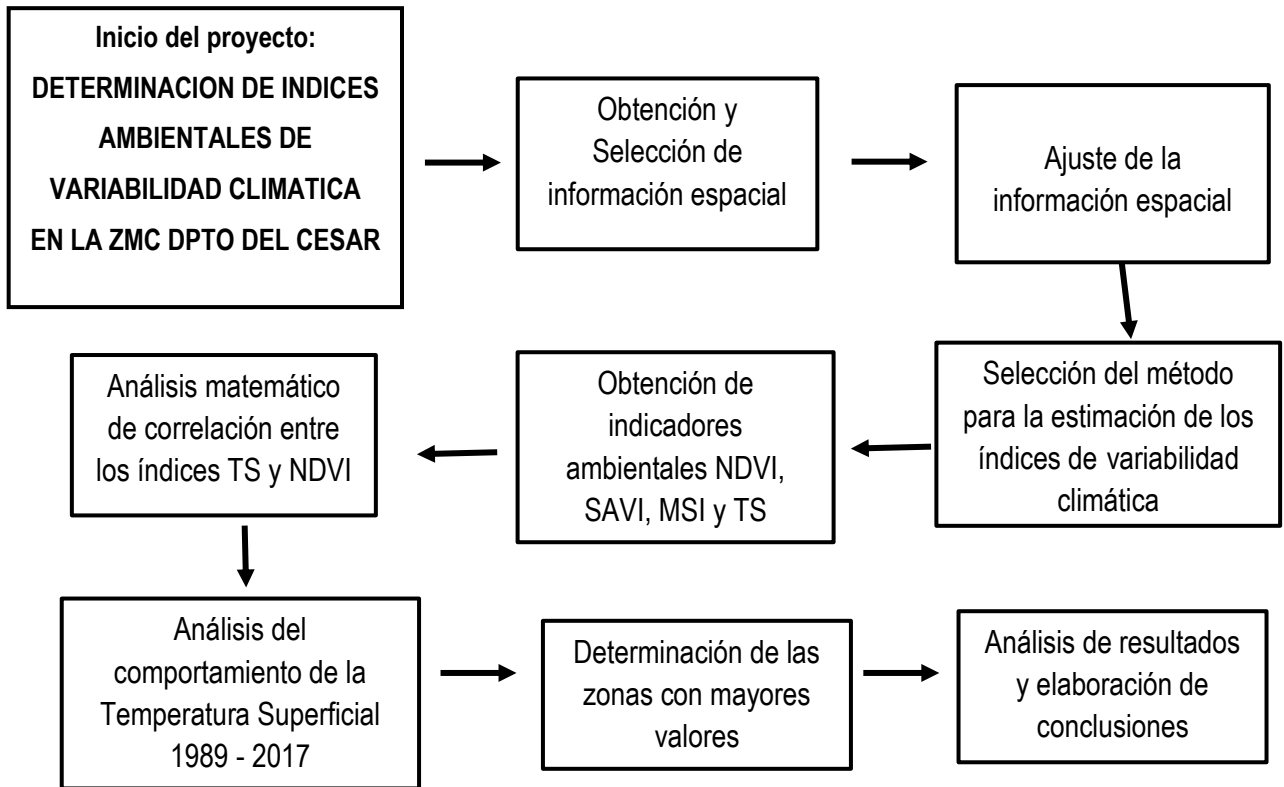 Inicio del proyecto:
DETERMINACION DE INDICES
AMBIENTALES DE
VARIABILIDAD CLIMATICA
EN LA ZMC DPTO DEL CESAR
Obtención y
Selección de
información espacial
Ajuste de la
información espacial
Selección del método
para la estimación de los
índices de variabilidad
climática
Obtención de
indicadores
ambientales NDVI,
SAVI, MSI y TS
Análisis matemático
de correlación entre
los índices TS y NDVI
Análisis del
comportamiento de la
Temperatura Superficial
1989 - 2017
Determinación de las
zonas con mayores
valores
Análisis de resultados
y elaboración de
conclusiones